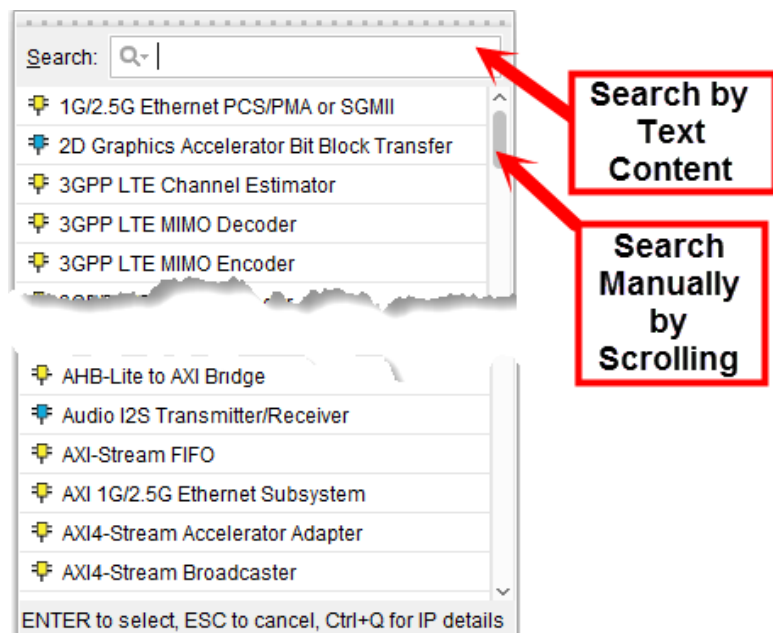 Search:
1G/2.5G Ethernet PCS/PMA or SGMII
2D Graphics Accelerator Bit Block Transfer
3GPP LTE Channel Estimator
3GPP LTE MIMO Decoder
3GPP LTE MIMO Encoder
AHB-Lite to AXI Bridge
Audio I2S Transmitter/Receiver
AXI-Stream FIFO
AXI 1G/2.5G Ethernet Subsystem
AXI4-Stream Accelerator Adapter
AXI4-Stream Broadcaster
ENTER to select, ESC to cancel, Ctrl+Q for IP details
Search by
Text
Content
Search
Manually
by
Scrolling